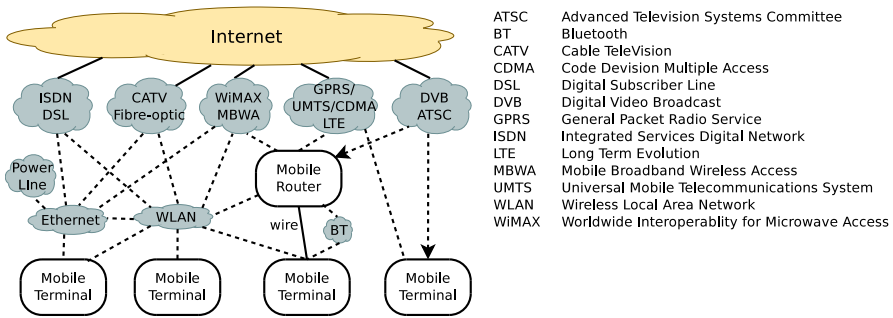 Internet
ISDN
DSL
CATV
Fibre-optic
WiMAX
MBWA
GPRS/
UMTS/CDMA
LTE
DVB
ATSC
Power
LIne
Mobile
Router
Ethernet
WLAN
wire
BT
Mobile
Terminal
Mobile
Terminal
Mobile
Terminal
Mobile
Terminal
ATSC Advanced Television Systems Committee
BT Bluetooth
CATV Cable TeleVision
CDMA Code Devision Multiple Access
DSL Digital Subscriber Line
DVB Digital Video Broadcast
GPRS General Packet Radio Service
ISDN Integrated Services Digital Network
LTE Long Term Evolution
MBWA Mobile Broadband Wireless Access
UMTS Universal Mobile Telecommunications System
WLAN Wireless Local Area Network
WiMAX Worldwide Interoperablity for Microwave Access